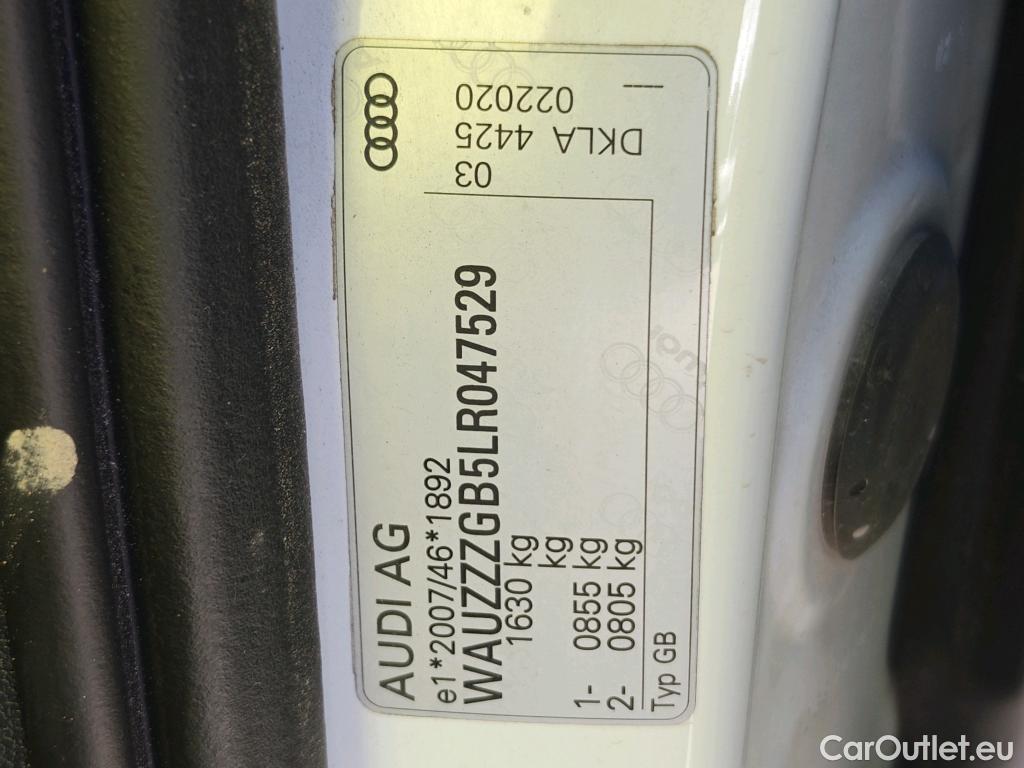 AUDI AG
e1*2007/46*1892
WAUZZZGB5LR047529
1630 kg
kg
1- 0855 kg
2- 0805 kg
Typ GB
03
DKLA 4425
022020
CarOutlet.eu